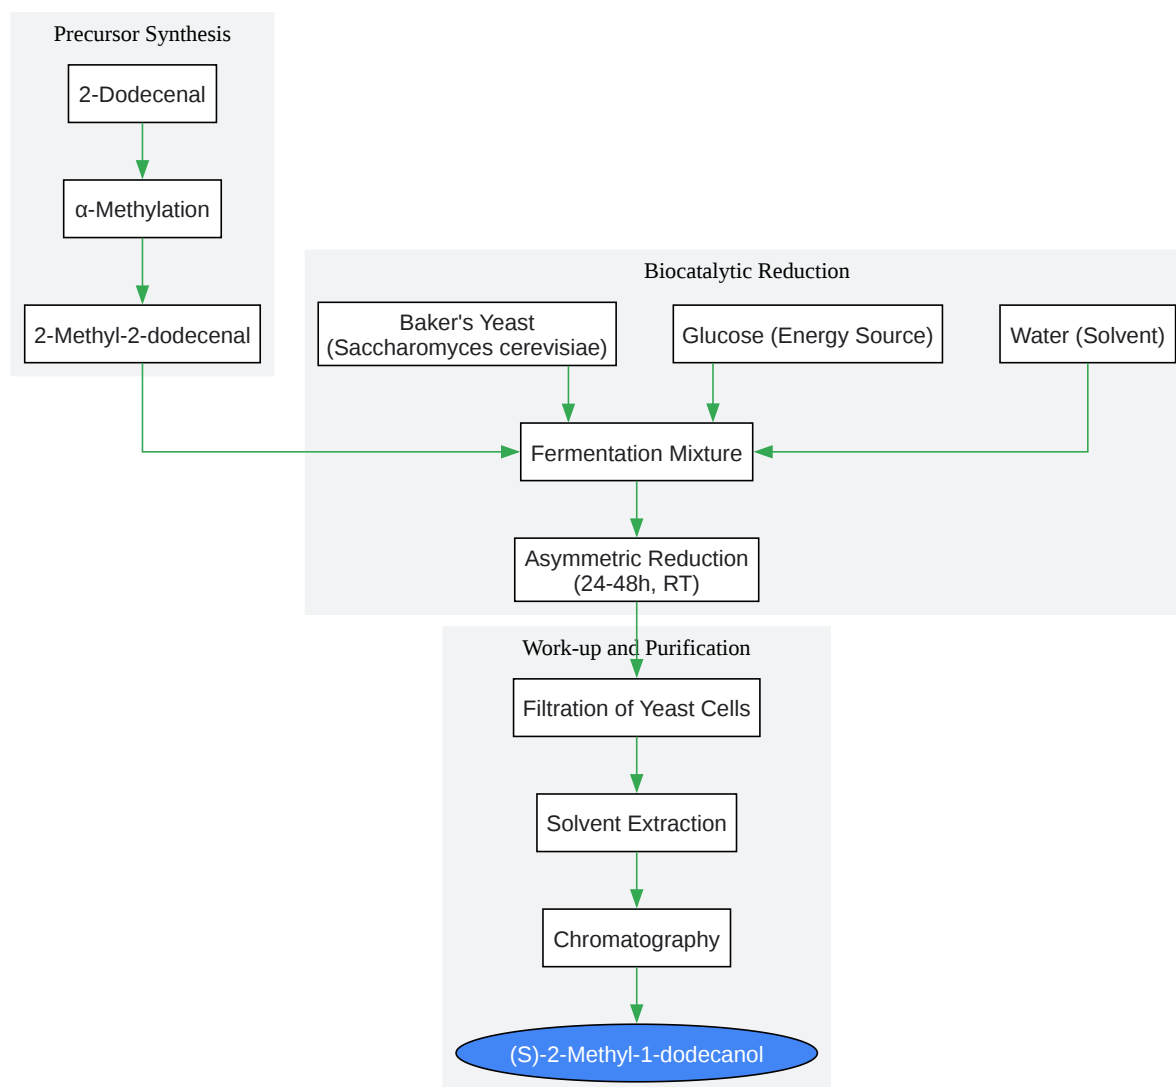 Precursor Synthesis
2-Dodecenal
α-Methylation
2-Methyl-2-dodecenal
Biocatalytic Reduction
Baker's Yeast
(Saccharomyces cerevisiae)
Glucose (Energy Source)
Water (Solvent)
Fermentation Mixture
Asymmetric Reduction
(24-48h, RT)
Work-up and Purification
Filtration of Yeast Cells
Solvent Extraction
Chromatography
(S)-2-Methyl-1-dodecanol